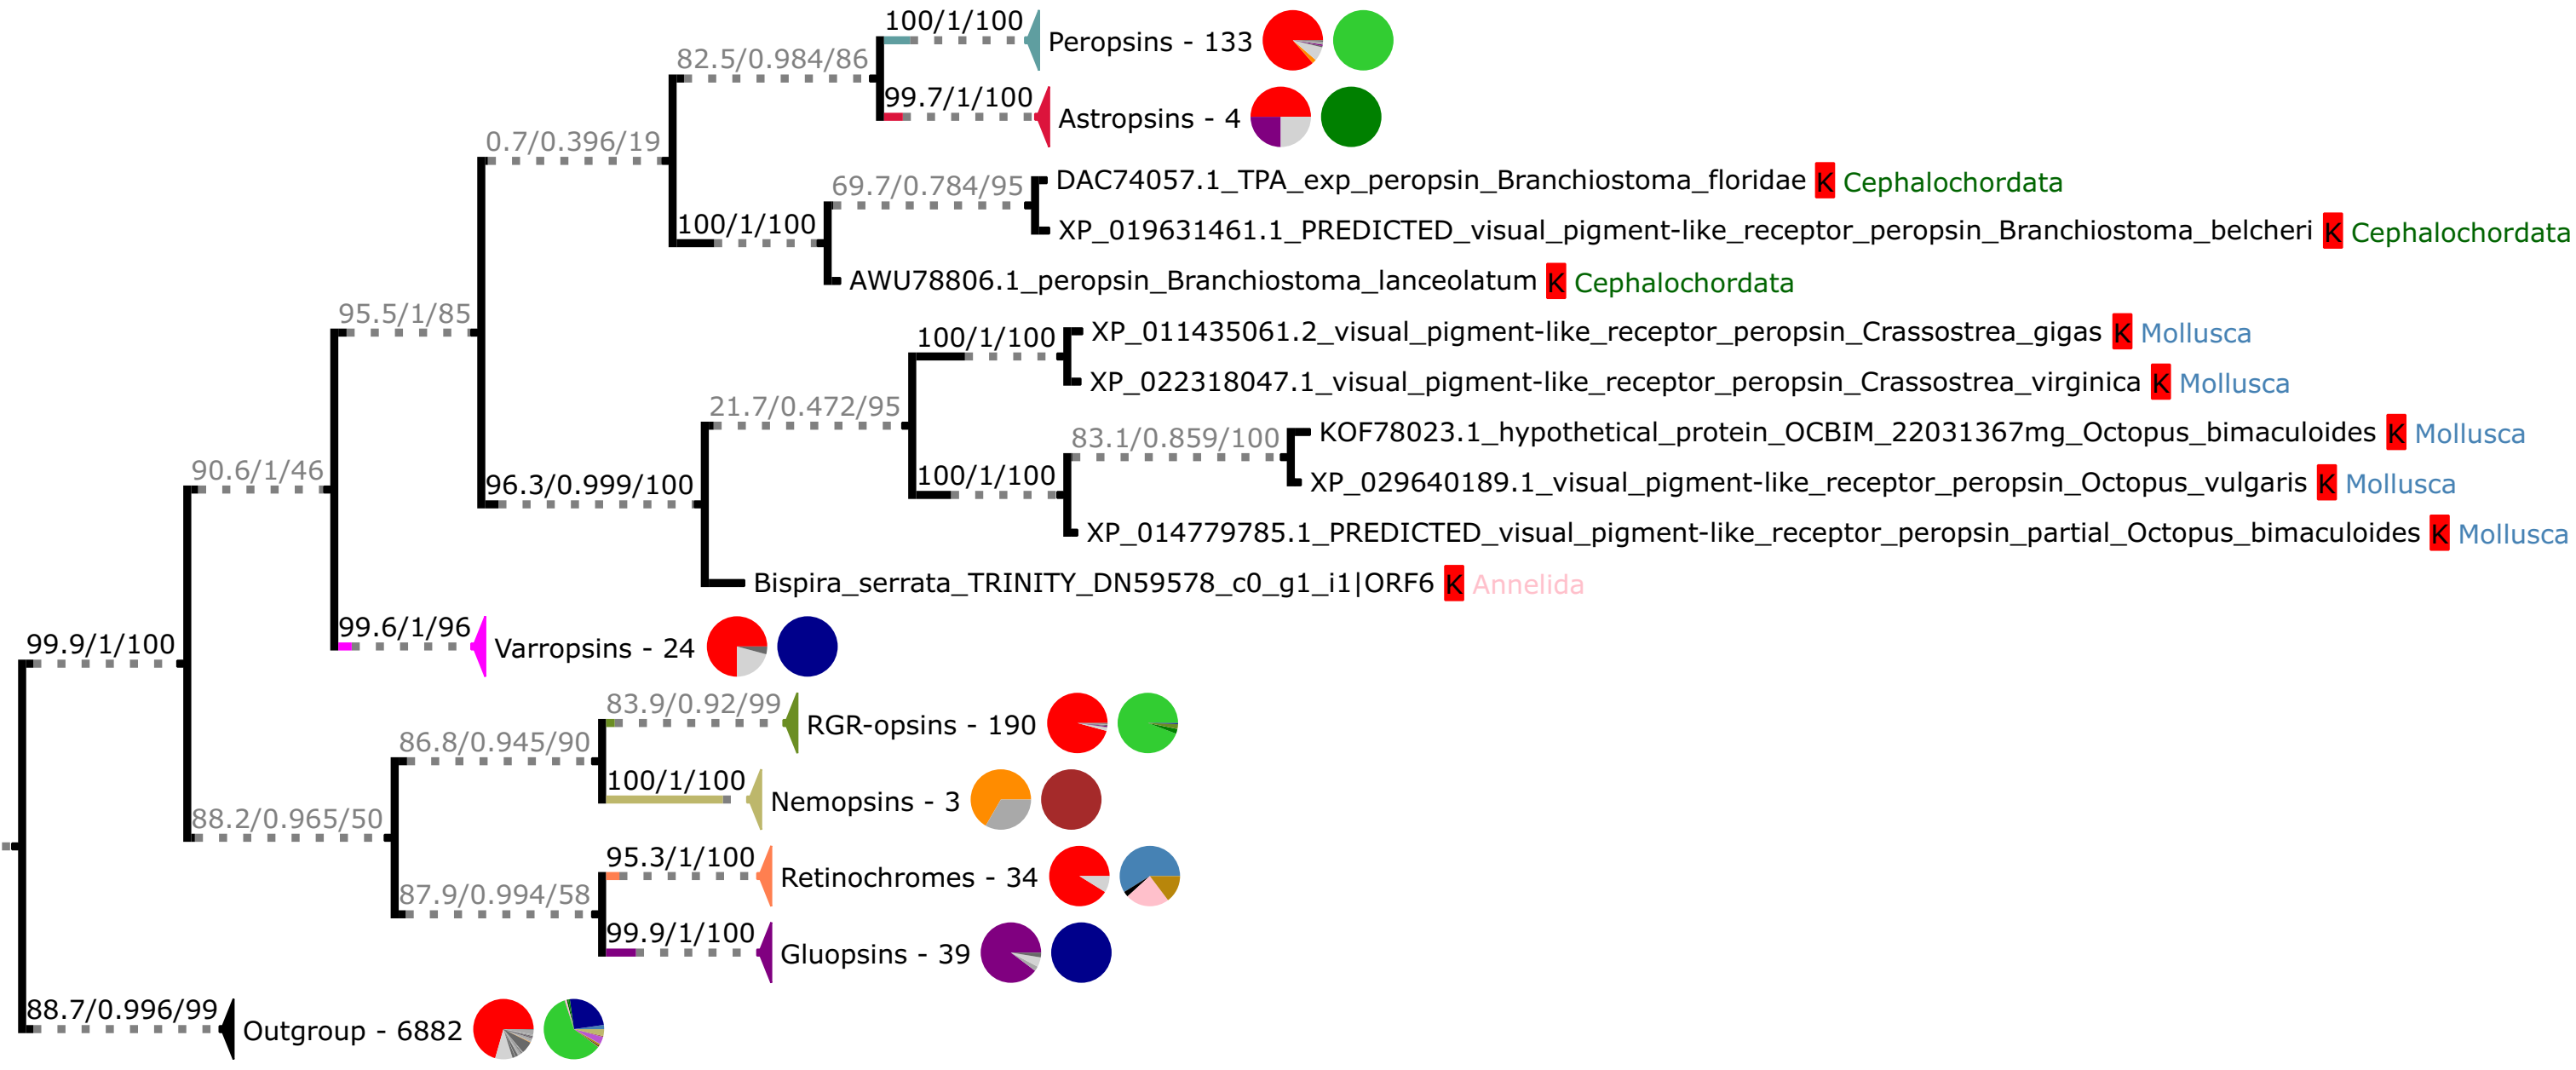 100/1/100
Peropsins - 133
82.5/0.984/86
99.7/1/100
Astropsins - 4
0.7/0.396/19
69.7/0.784/95
DAC74057.1_TPA_exp_peropsin_Branchiostoma_floridae K Cephalochordata
100/1/100
XP_019631461.1_PREDICTED_visual_pigment-like_receptor_peropsin_Branchiostoma_belcheri K Cephalochordata
AWU78806.1_peropsin_Branchiostoma_lanceolatum K Cephalochordata
95.5/1/85
100/1/100
XP_011435061.2_visual_pigment-like_receptor_peropsin_Crassostrea_gigas K Mollusca
XP_022318047.1_visual_pigment-like_receptor_peropsin_Crassostrea_virginica K Mollusca
21.7/0.472/95
83.1/0.859/100
KOF78023.1_hypothetical_protein_OCBIM_22031367mg_Octopus_bimaculoides K Mollusca
90.6/1/46
96.3/0.999/100
100/1/100
XP_029640189.1_visual_pigment-like_receptor_peropsin_Octopus_vulgaris K Mollusca
XP_014779785.1_PREDICTED_visual_pigment-like_receptor_peropsin_partial_Octopus_bimaculoides K Mollusca
Bispira_serrata_TRINITY_DN59578_c0_g1_i1|ORF6 K Annelida
99.9/1/100
99.6/1/96
Varropsins - 24
83.9/0.92/99
RGR-opsins - 190
86.8/0.945/90
100/1/100
Nemopsins - 3
88.2/0.965/50
95.3/1/100
Retinochromes - 34
87.9/0.994/58
99.9/1/100
Gluopsins - 39
88.7/0.996/99
Outgroup - 6882